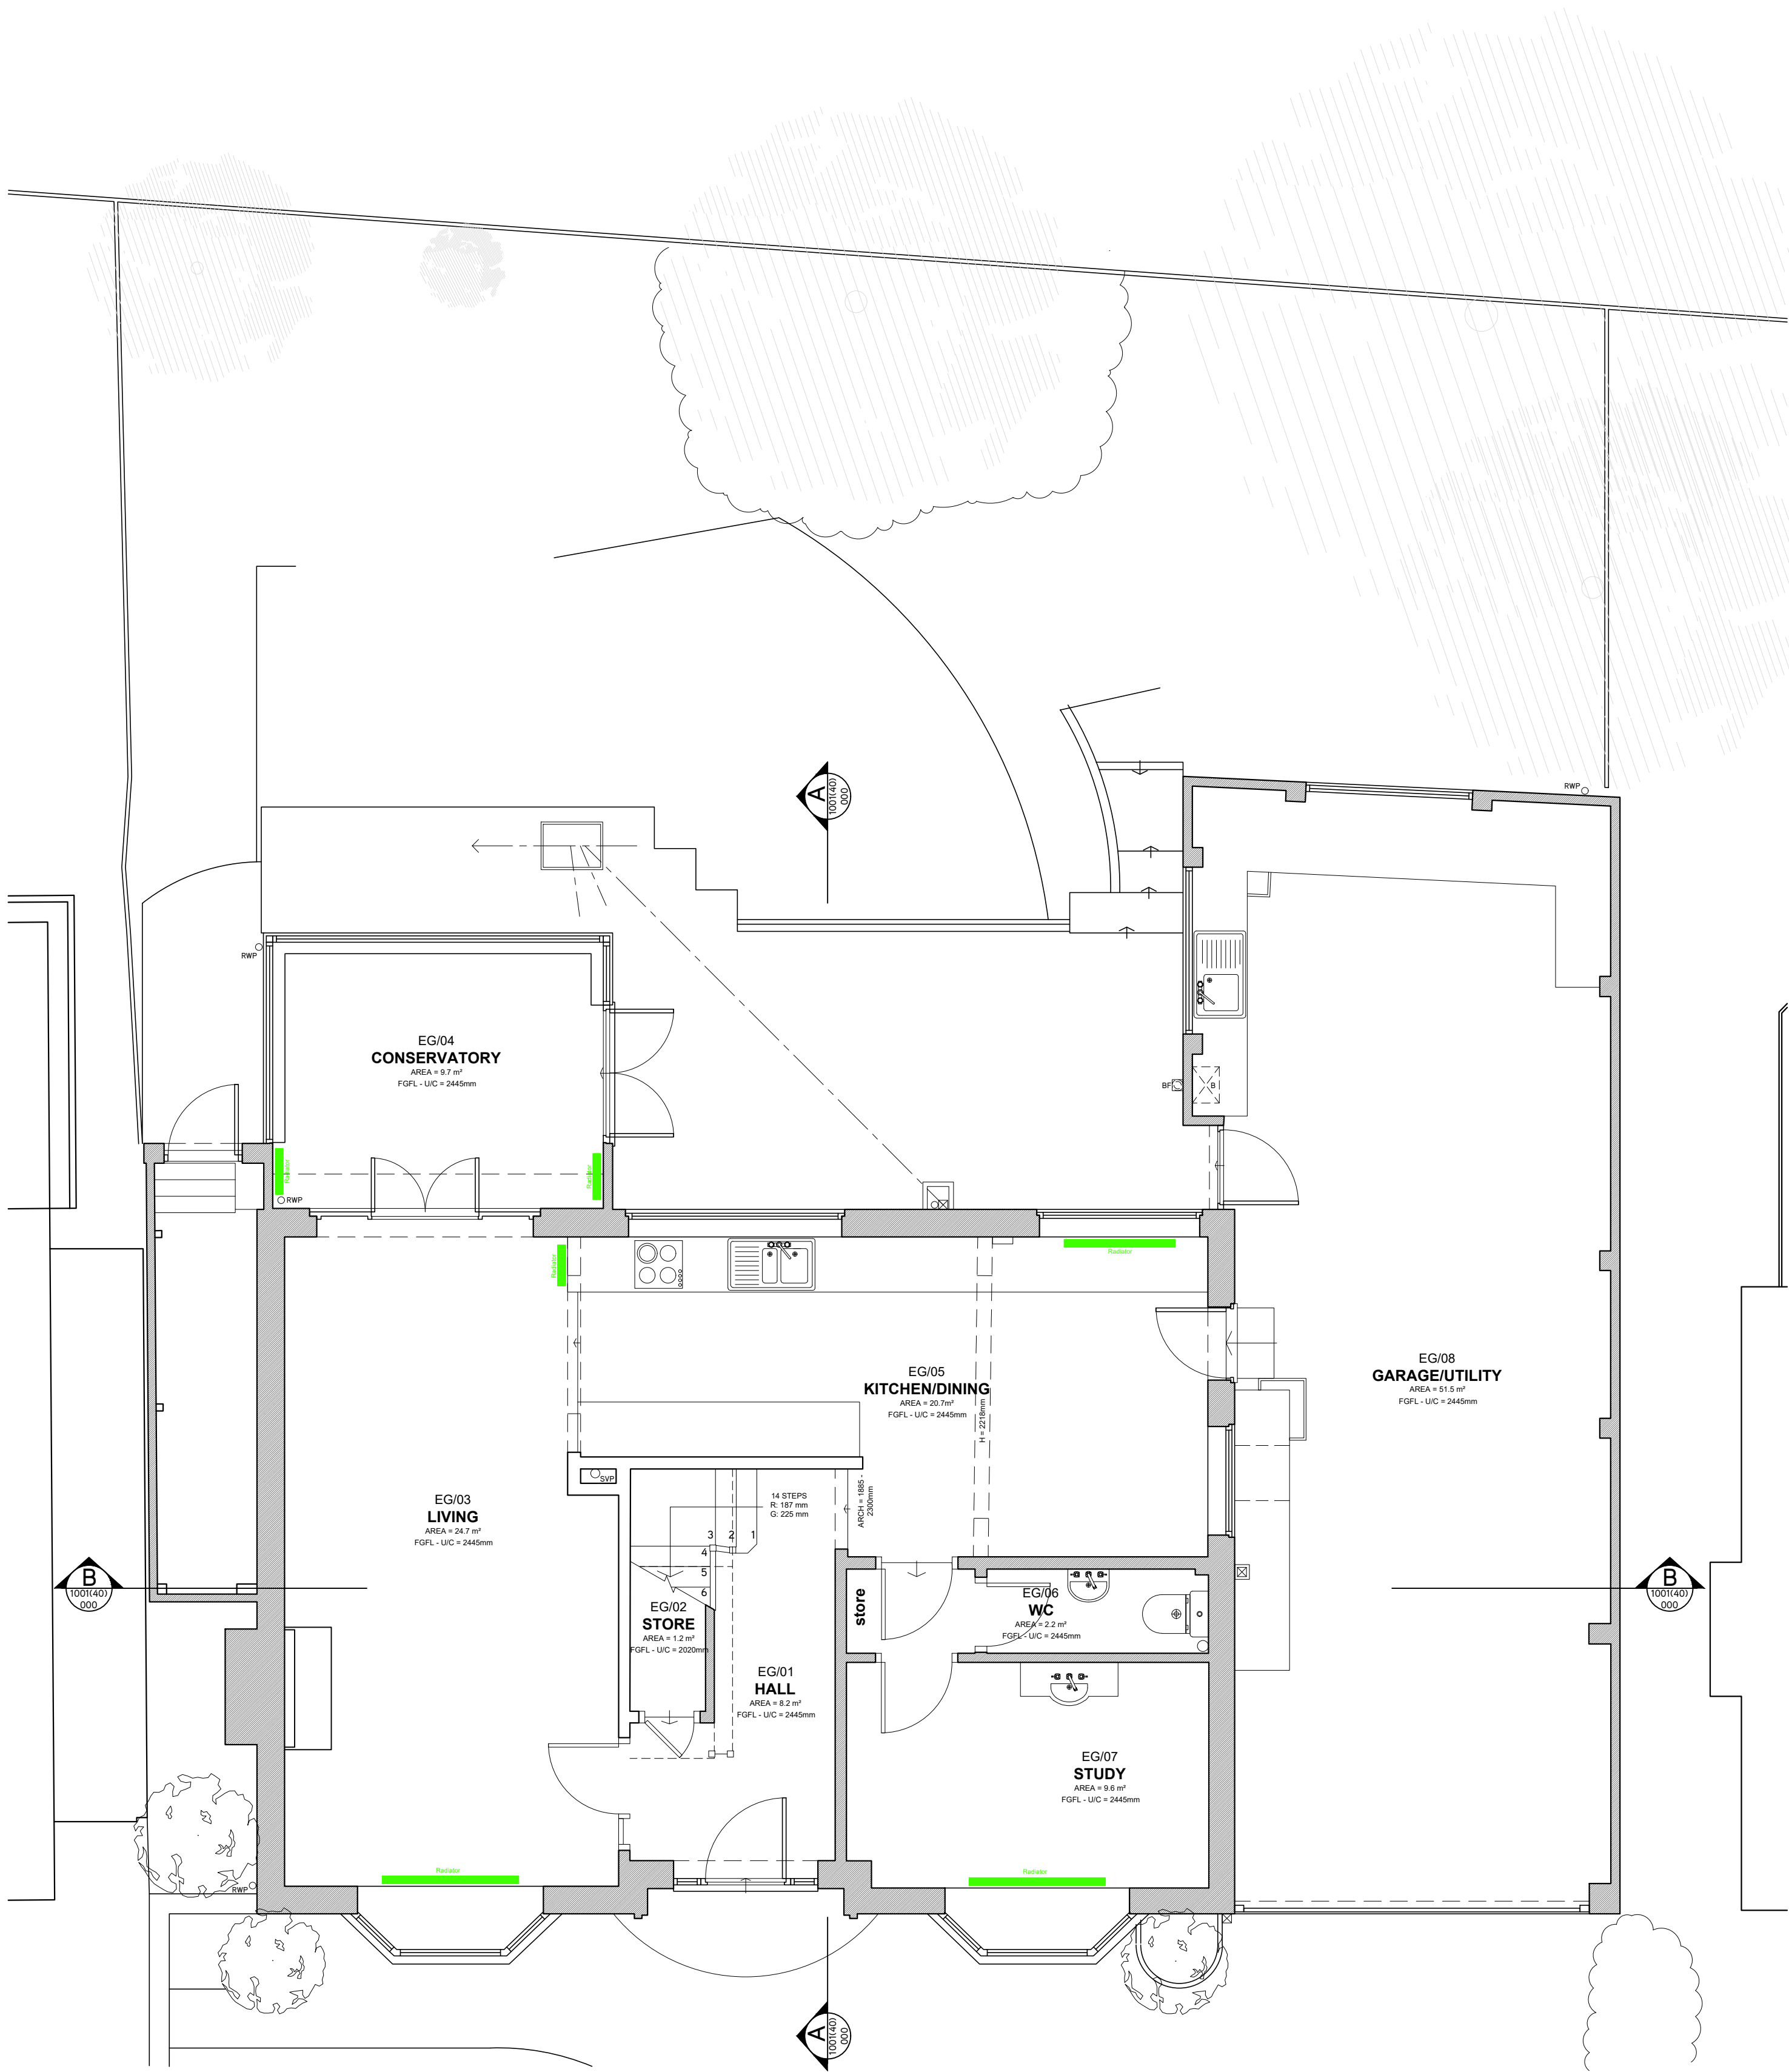 RWP
A
1001(40)
000
RWP
EG/04
CONSERVATORY
AREA = 9.7 m²
FGFL - U/C = 2445mm
BF
B
Radiator
Radiator
RWP
Radiator
Radiator
EG/05
KITCHEN/DINING
AREA = 20.7m²
FGFL - U/C = 2445mm
H = 2218mm
EG/08
GARAGE/UTILITY
AREA = 51.5 m²
FGFL - U/C = 2445mm
SVP
EG/03
LIVING
AREA = 24.7 m²
FGFL - U/C = 2445mm
14 STEPS
R: 187 mm
G: 225 mm
ARCH = 1885 -
2300mm
3 2 1
4
5
6
B
1001(40)
000
B
1001(40)
000
EG/02
STORE
AREA = 1.2 m²
FGFL - U/C = 2020mm
store
EG/06
WC
AREA = 2.2 m²
FGFL - U/C = 2445mm
EG/01
HALL
AREA = 8.2 m²
FGFL - U/C = 2445mm
EG/07
STUDY
AREA = 9.6 m²
FGFL - U/C = 2445mm
Radiator
Radiator
RWP
A
1001(40)
000